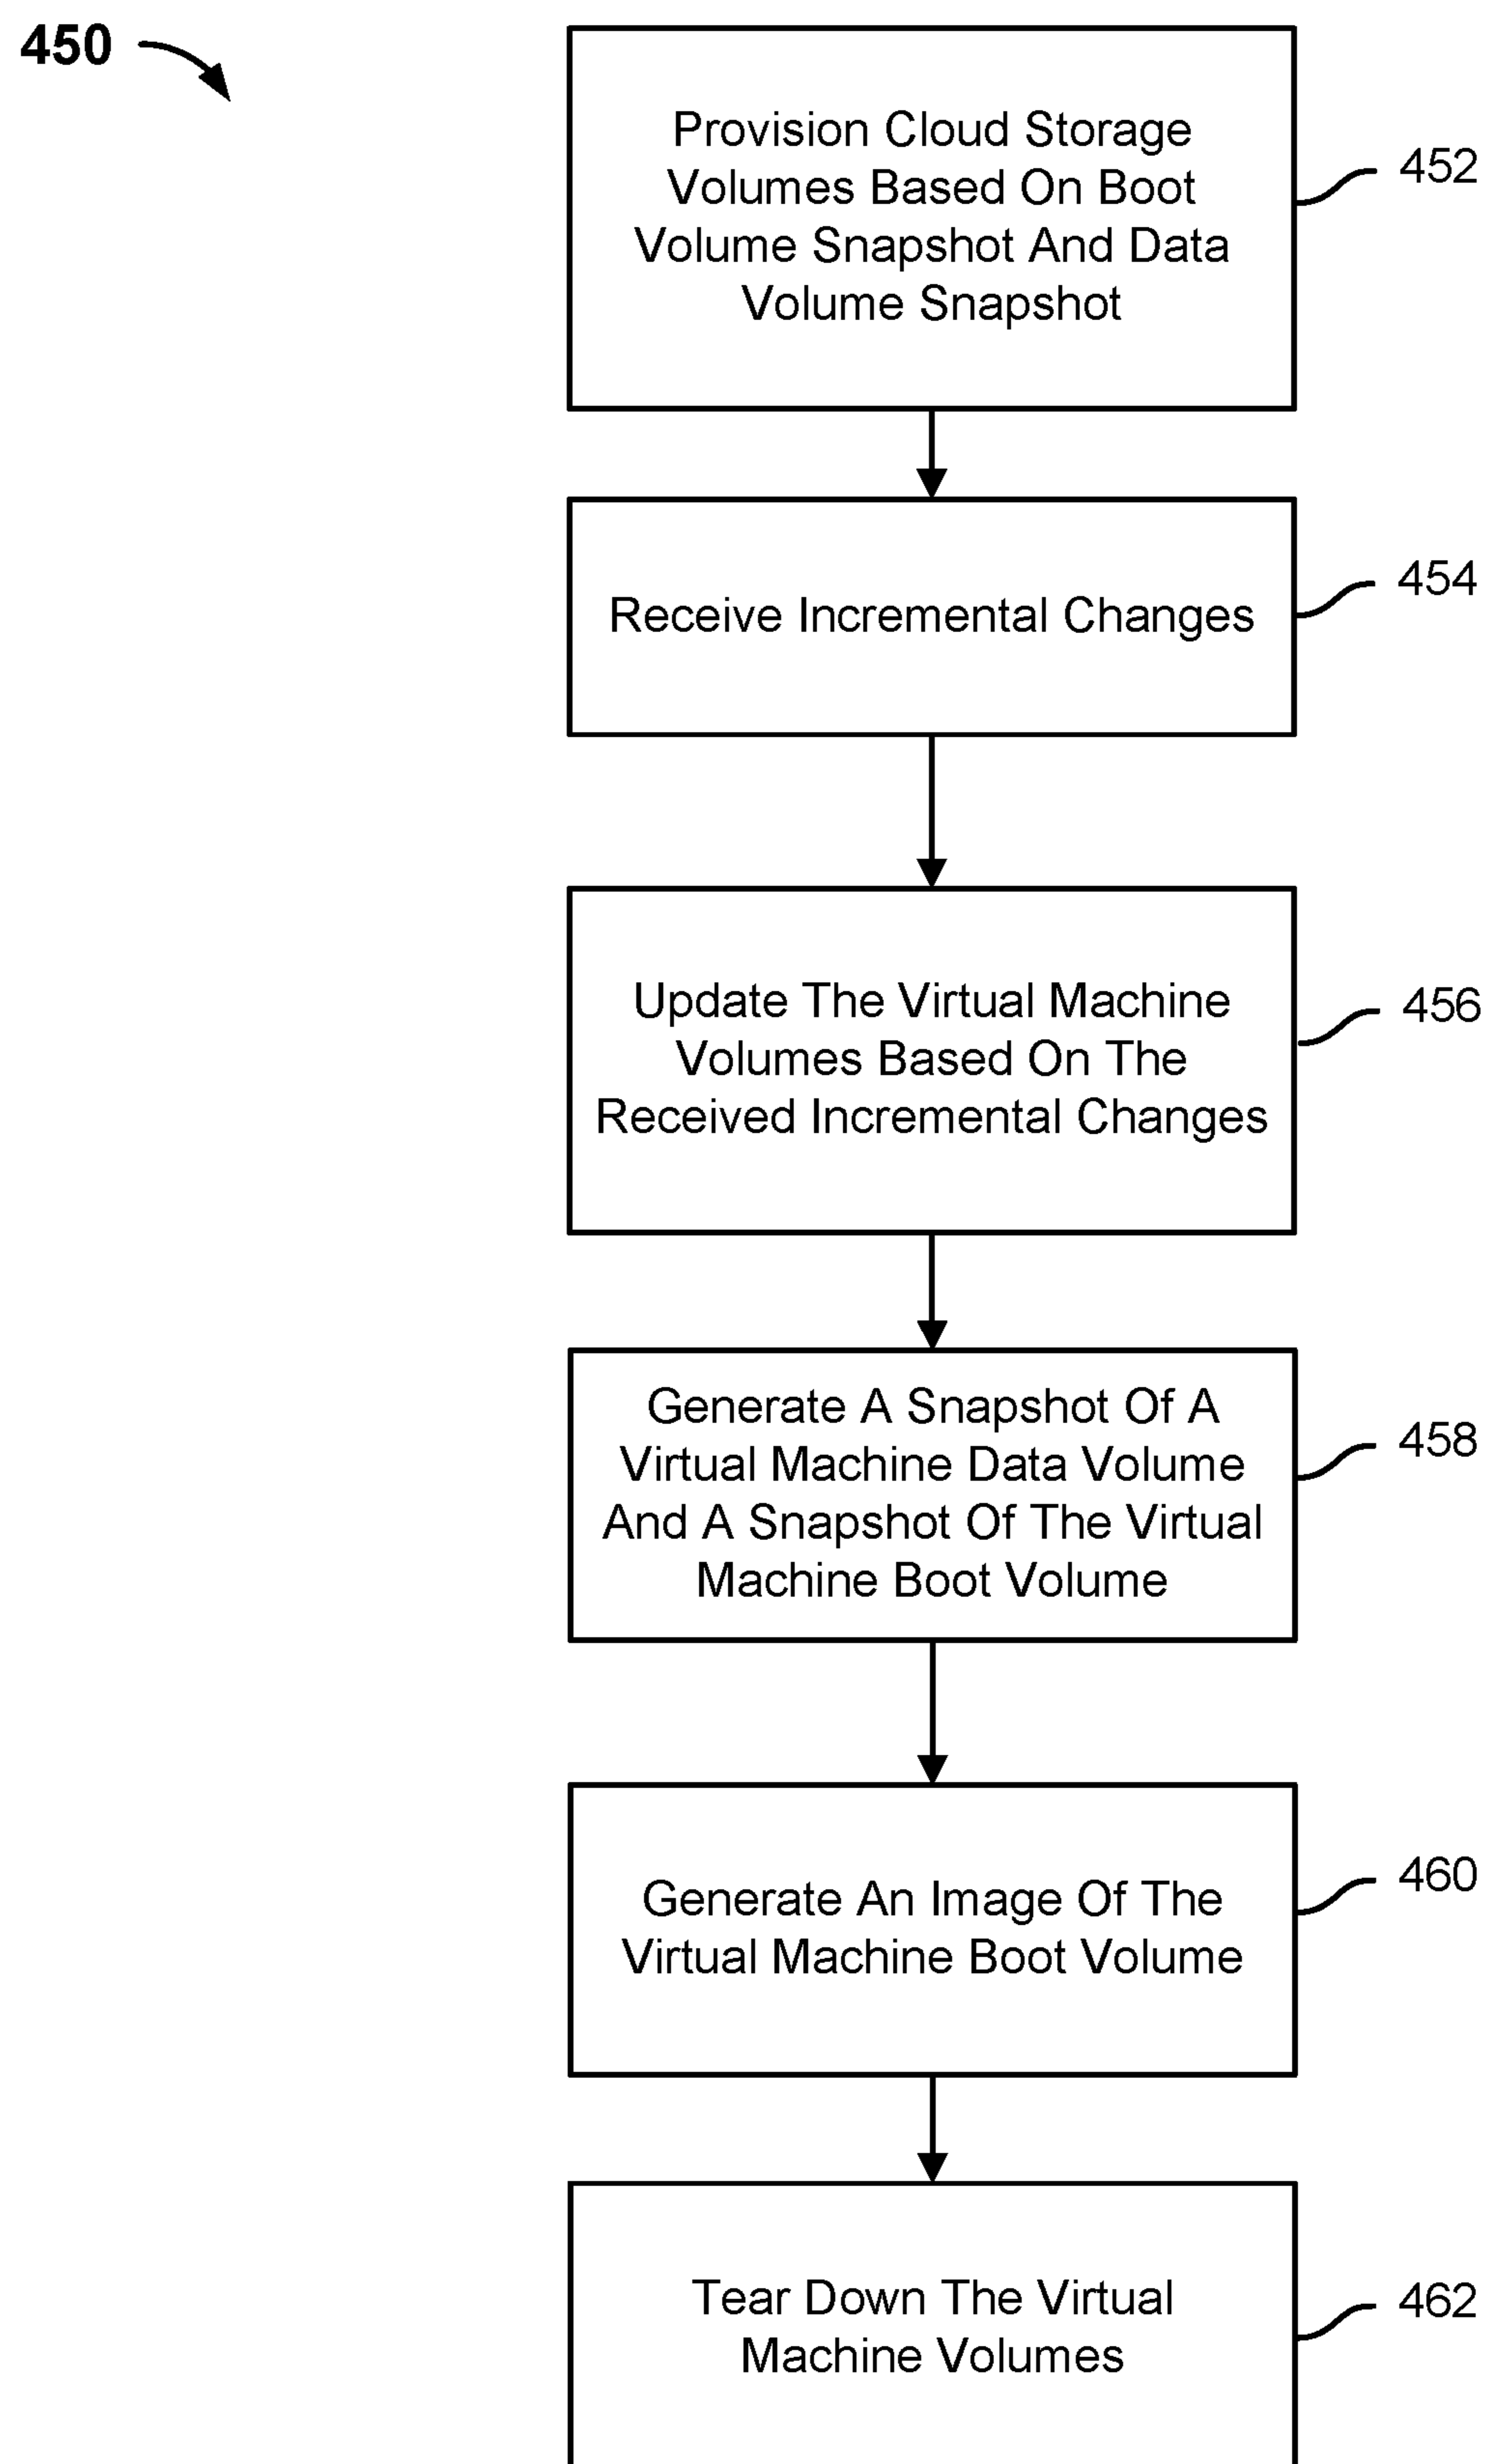 450
Provision Cloud Storage
Volumes Based On Boot
Volume Snapshot And Data
Volume Snapshot
452
Receive Incremental Changes
454
Update The Virtual Machine
Volumes Based On The
Received Incremental Changes
456
Generate A Snapshot Of A
Virtual Machine Data Volume
And A Snapshot Of The Virtual
Machine Boot Volume
458
Generate An Image Of The
Virtual Machine Boot Volume
460
Tear Down The Virtual
Machine Volumes
462